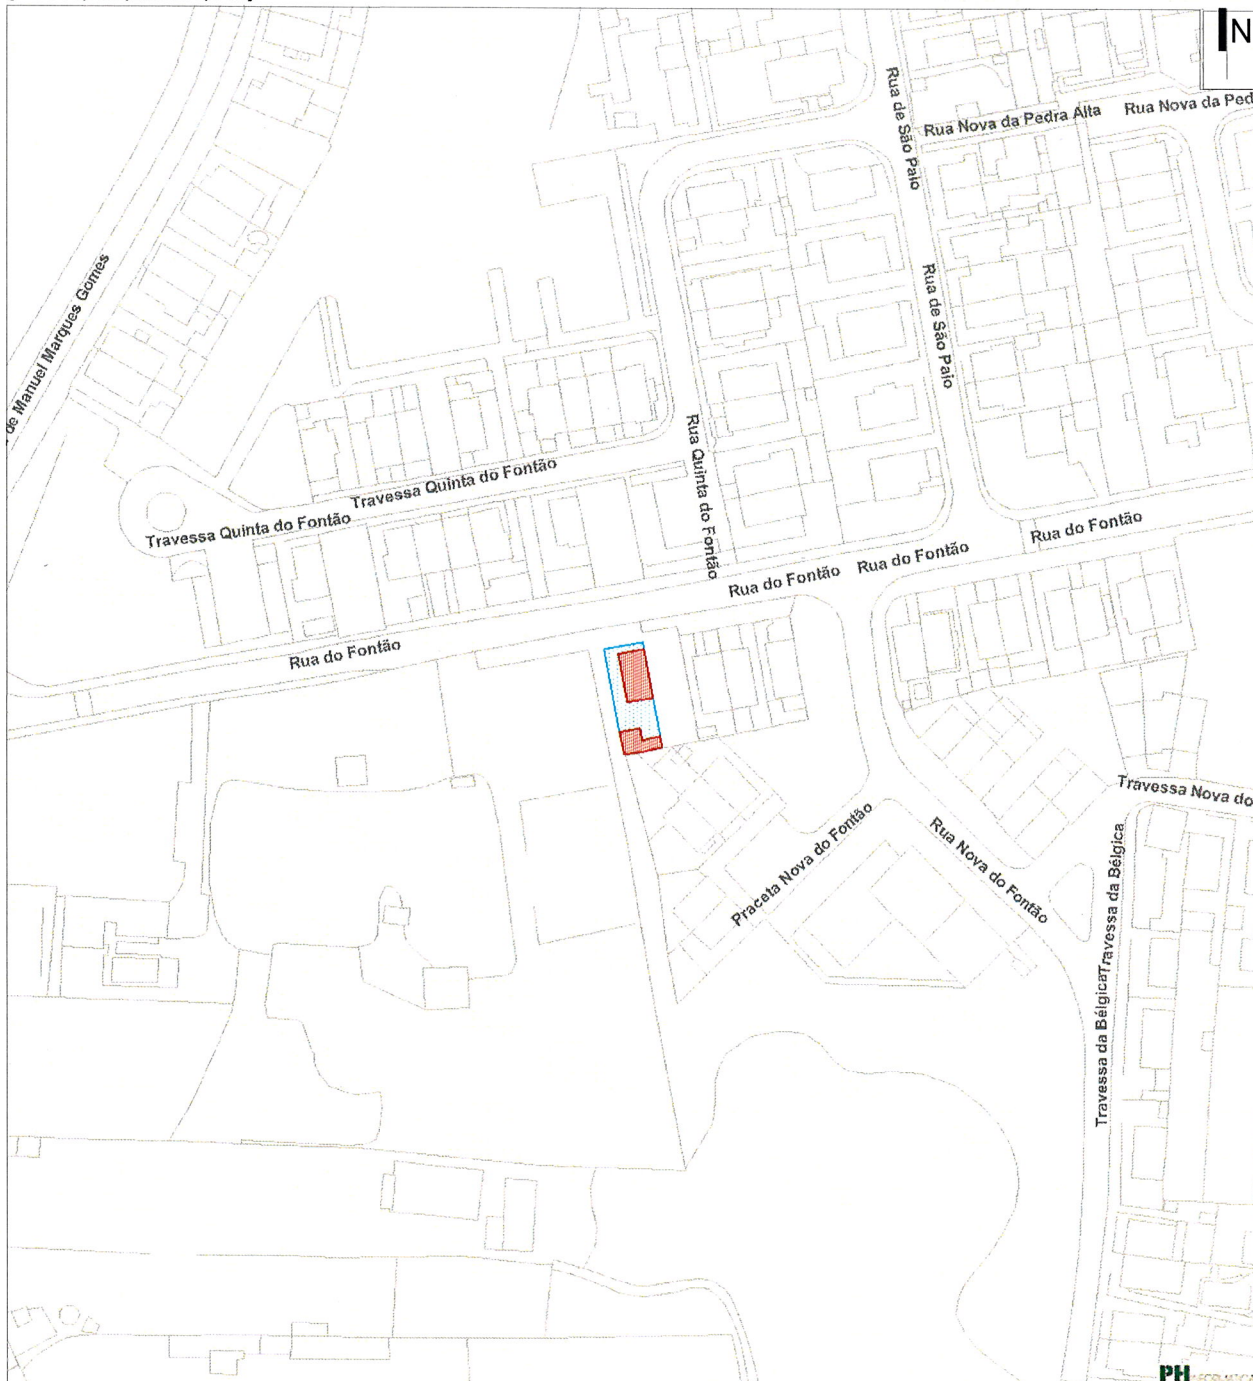 N
Rua de São Paio
Rua Nova da Pedra Alta
Rua Nova da Ped
de Manuel Marques Gomes
Rua de São Paio
Rua Quinta do Fontão
Travessa Quinta do Fontão
Travessa Quinta do Fontão
Rua do Fontão
Rua do Fontão
Rua do Fontão
Rua do Fontão
Travessa Nova do
Praceta Nova do Fontão
Rua Nova do Fontão
Travessa da Bélgica
Travessa da Bélgica
PH